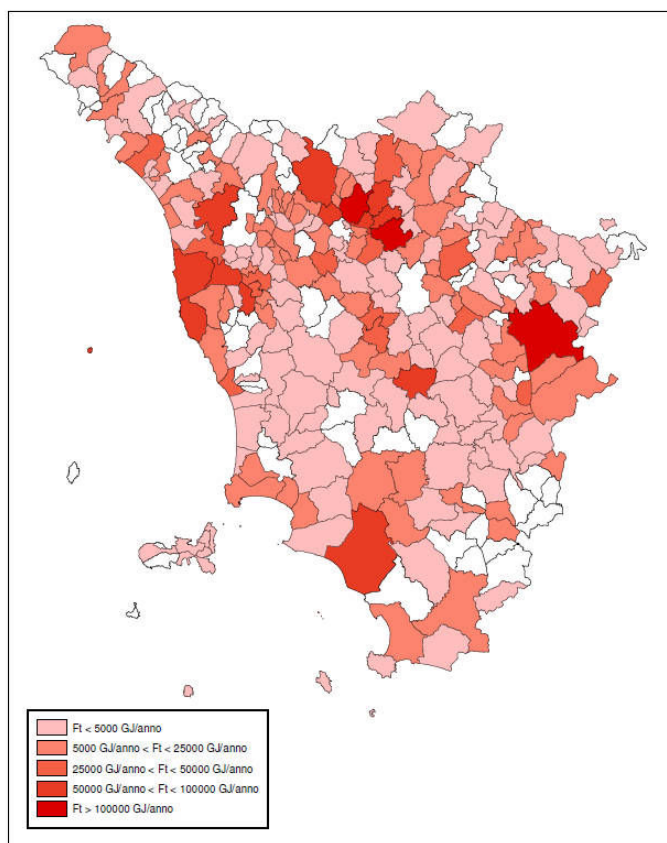 Ft < 5000 GJ/anno
5000 GJ/anno < Ft < 25000 GJ/anno
25000 GJ/anno < Ft < 50000 GJ/anno
50000 GJ/anno < Ft < 100000 GJ/anno
Ft > 100000 GJ/anno